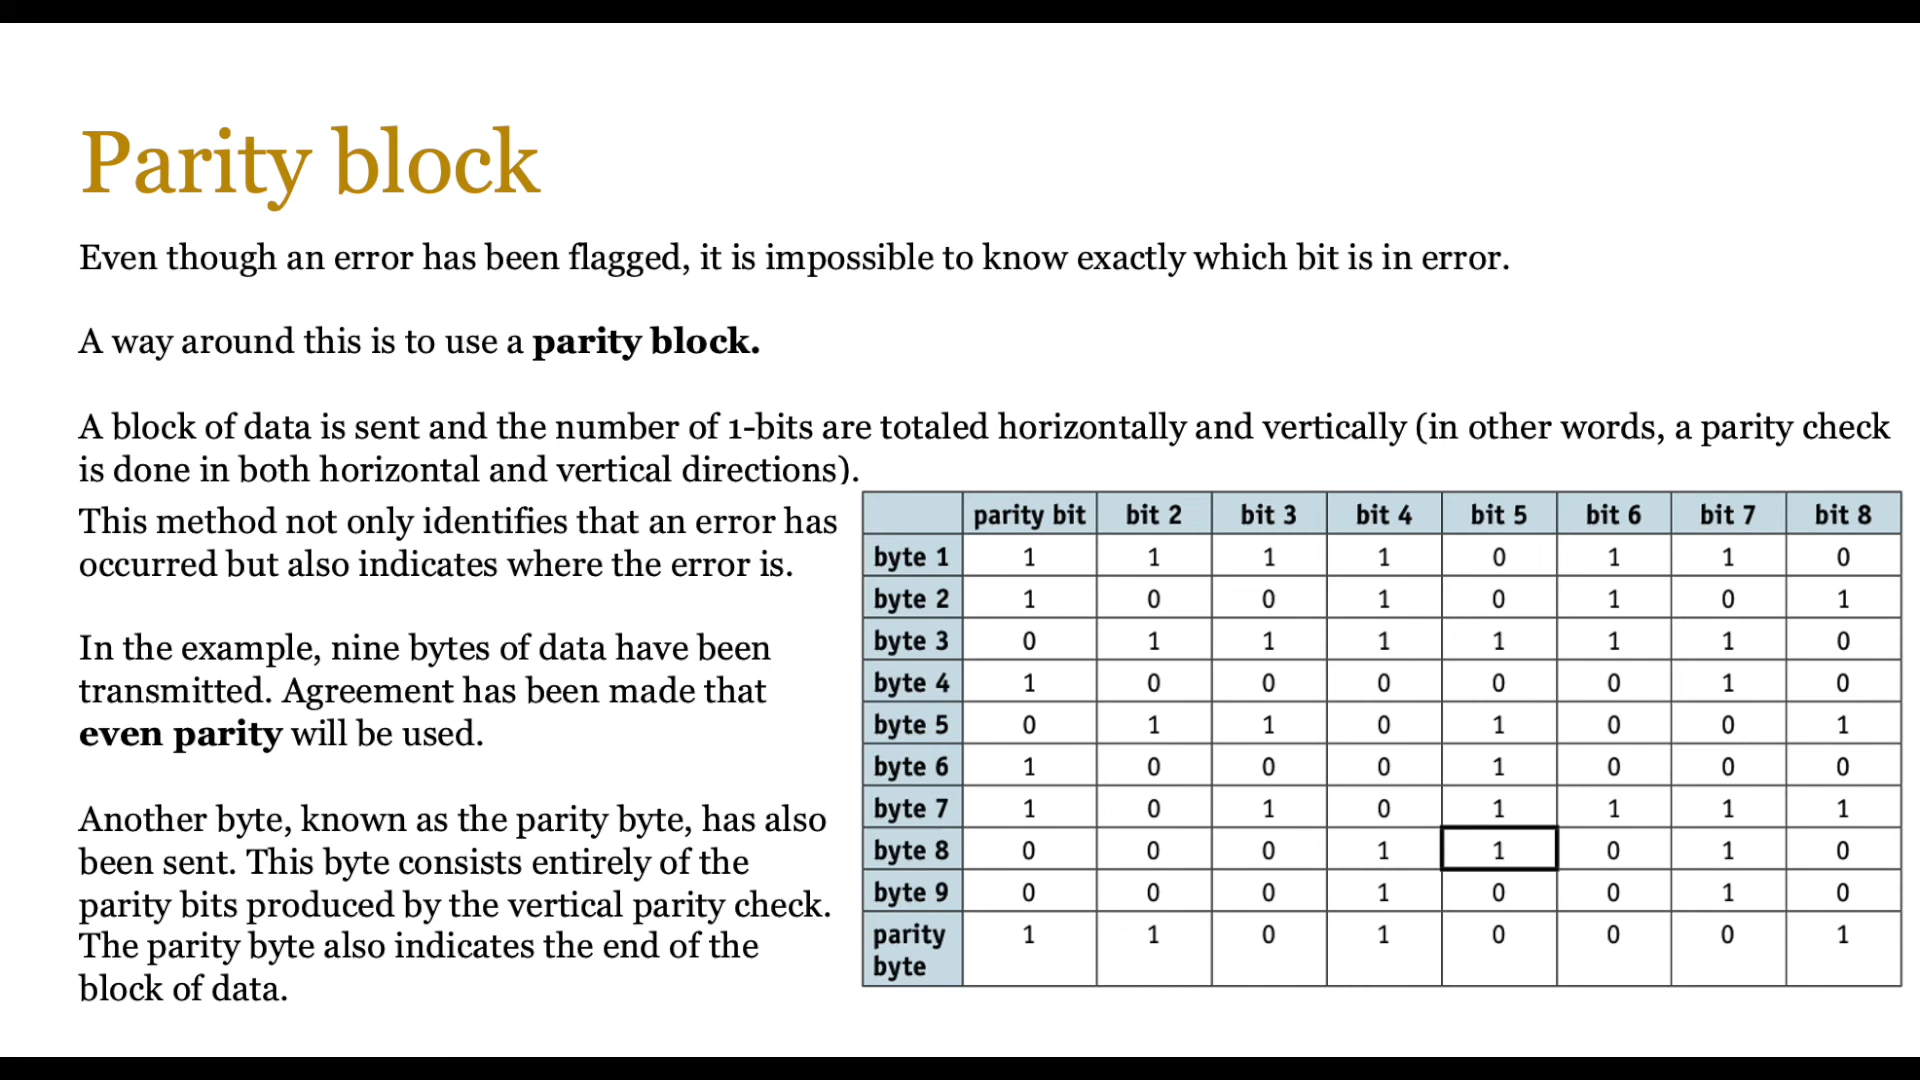 Parity block
Even though an error has been flagged, it is impossible to know exactly which bit is in error.
A way around this is to use a parity block.
A block of data is sent and the number of 1-bits are totaled horizontally and vertically (in other words, a parity check
is done in both horizontal and vertical directions).
This method not only identifies that an error has
occurred but also indicates where the error is.
In the example, nine bytes of data have been
transmitted. Agreement has been made that
even parity will be used.
Another byte, known as the parity byte, has also
been sent. This byte consists entirely of the
parity bits produced by the vertical parity check.
The parity byte also indicates the end of the
block of data.
parity bit bit 2 bit 3 bit 4 bit 5 bit 6 bit 7 bit 8
byte 1 1 1 1 1 0 1 1 0
byte 2 1 0 0 1 0 1 0 1
byte 3 0 1 1 1 1 1 1 0
byte 4 1 0 0 0 0 0 1 0
byte 5 0 1 1 0 1 0 0 1
byte 6 1 0 0 0 1 0 0 0
byte 7 1 0 1 0 1 1 1 1
byte 8 0 0 0 1 1 0 1 0
byte 9 0 0 0 1 0 0 1 0
parity 1 1 0 1 0 0 0 1
byte